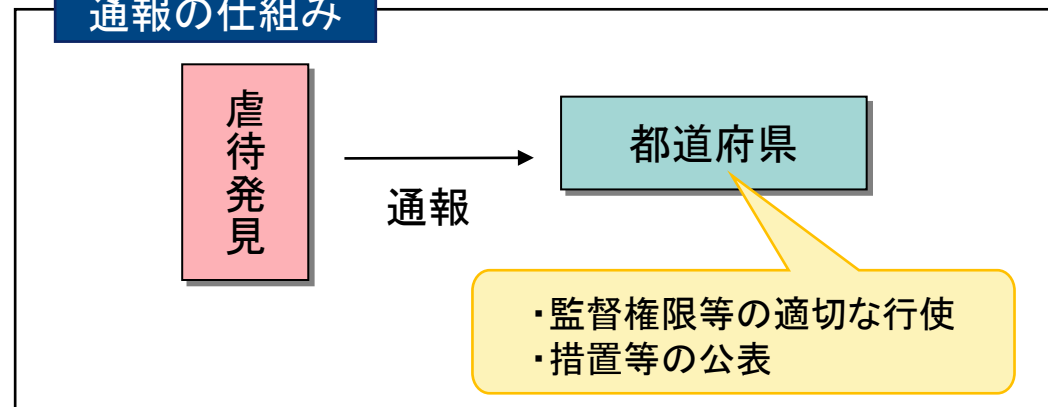 通報の仕組み
虐待発見
都道府県
通報
・監督権限等の適切な行使
・措置等の公表